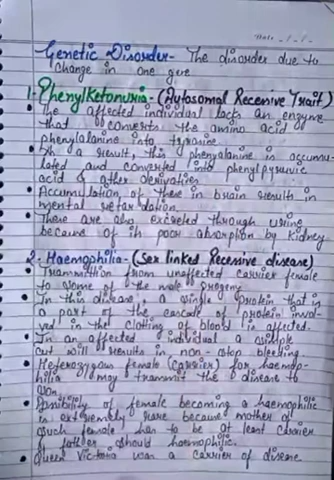 Date _/_/_
Genetic Disorder- The disorder due to
change in one gene
1. Phenylketonuria- (Autosomal Recessive Trait)
• The affected individual lacks an enzyme
that converts the amino acid
phenylalanine into tyrosine.
• As a result, this phenyalanine is accumu-
lated and converted into phenylpyruvic
acid & other derivatives
• Accumulation of these in brain results in
mental retardation.
• These are also excreted through urine
because of its poor absorption by kidney
2. Haemophilia- (Sex linked Recessive disease)
• Transmition from unaffected carrier female
to some of the male progeny
• In this disease, a single protein that is
a part of the cascade of protein invol-
ved in the clotting of blood is affected.
• In an affected individual a simple
cut will results in non stop bleeking.
• Heterozygous female (carrier) for haemop-
philia may transmit the disease to
son.
• Possibility of female becoming a haemophilic
is extremely rare because mother of
such female has to be at least carrier
& father should haemophilic.
• Queen Victoria was a carrier of disease